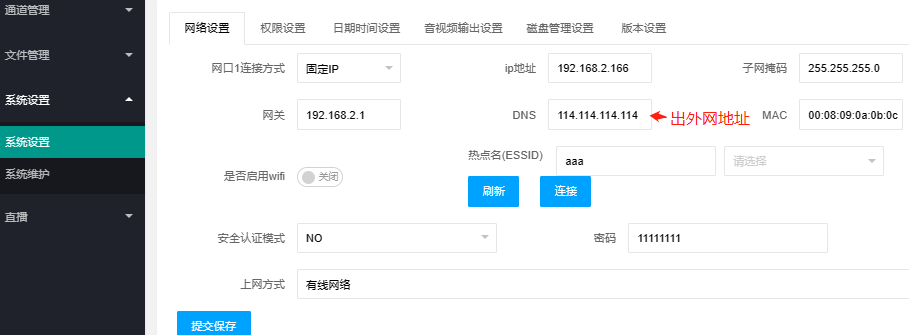 通道管理
文件管理
系统设置
系统设置
系统维护
直播
网络设置 权限设置 日期时间设置 音视频输出设置 磁盘管理设置 版本设置
网口1连接方式 固定IP ip地址 192.168.2.166 子网掩码 255.255.255.0
网关 192.168.2.1 DNS 114.114.114.114 出外网地址 MAC 00:08:09:0a:0b:0c
是否启用wifi 关闭 热点名(ESSID) aaa 请选择
刷新 连接
安全认证模式 NO 密码 11111111
上网方式 有线网络
提交保存